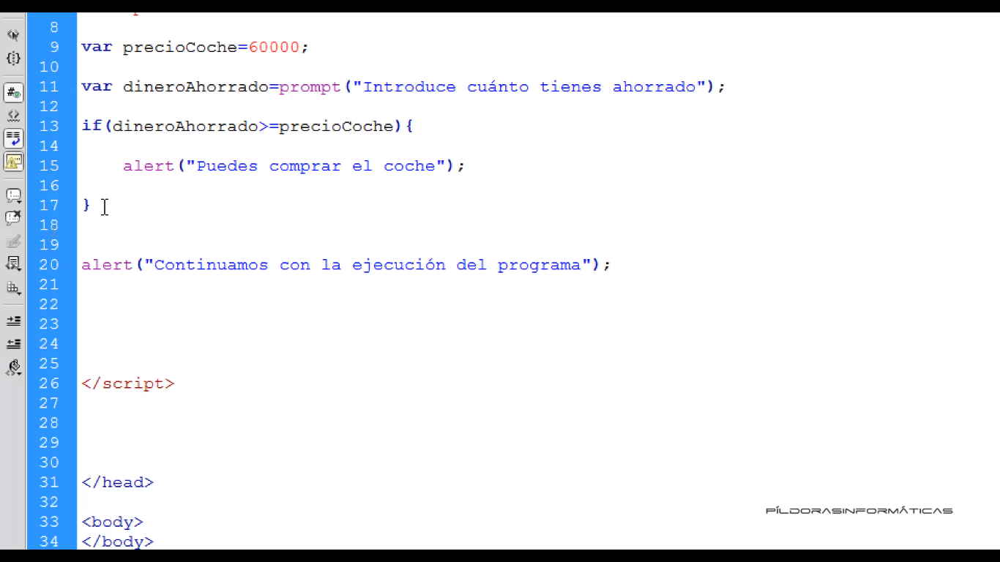 8
9 var precioCoche=60000;
10
11 var dineroAhorrado=prompt("Introduce cuánto tienes ahorrado");
12
13 if(dineroAhorrado>=precioCoche){
14
15 alert("Puedes comprar el coche");
16
17 }
18
19
20 alert("Continuamos con la ejecución del programa");
21
22
23
24
25
26 </script>
27
28
29
30
31 </head>
32
33 <body>
34 </body>
PÍLDORASINFORMÁTICAS